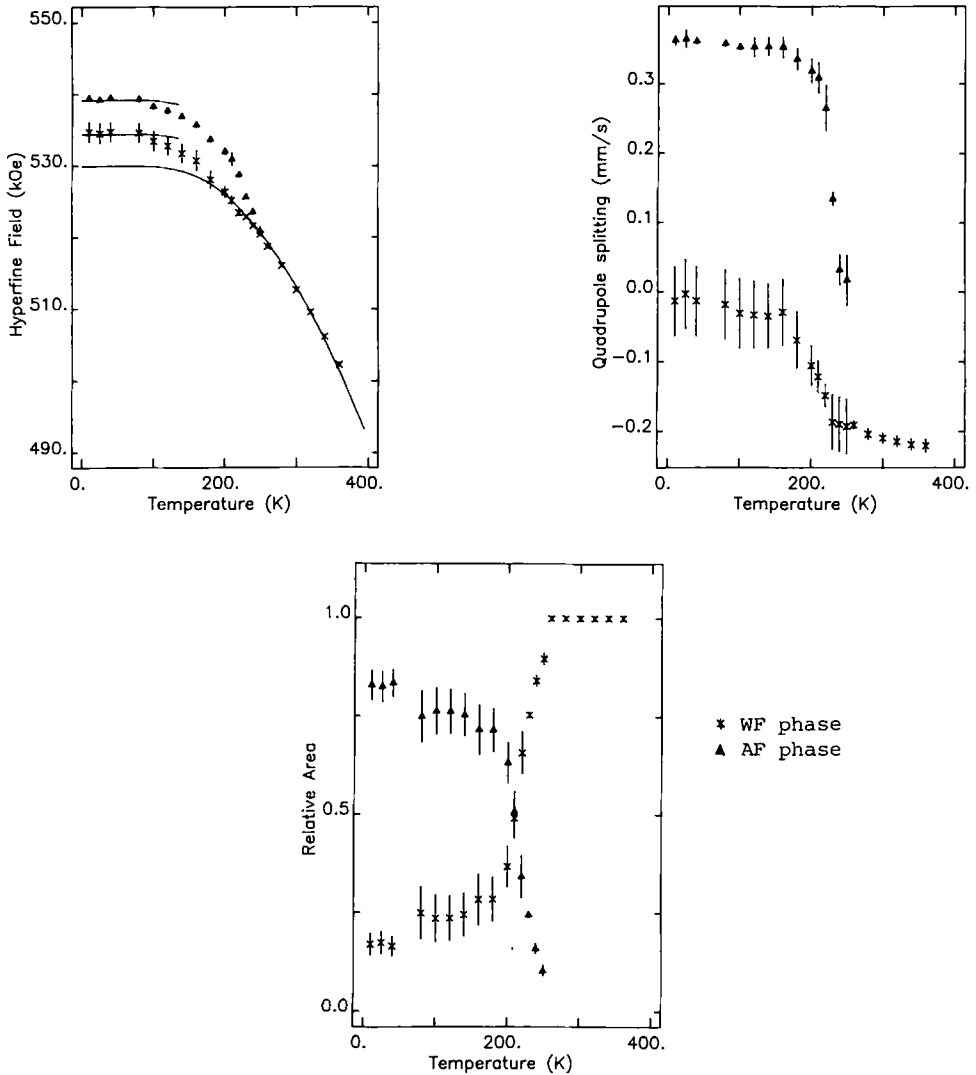 550.
530.
510.
490.
Hyperfine Field (kOe)
0.
200.
400.
Temperature (K)
0.3
0.2
0.1
0.0
-0.1
-0.2
Quadrupole splitting (mm/s)
0.
200.
400.
Temperature (K)
1.0
0.5
0.0
Relative Area
0.
200.
400.
Temperature (K)
WF phase
AF phase